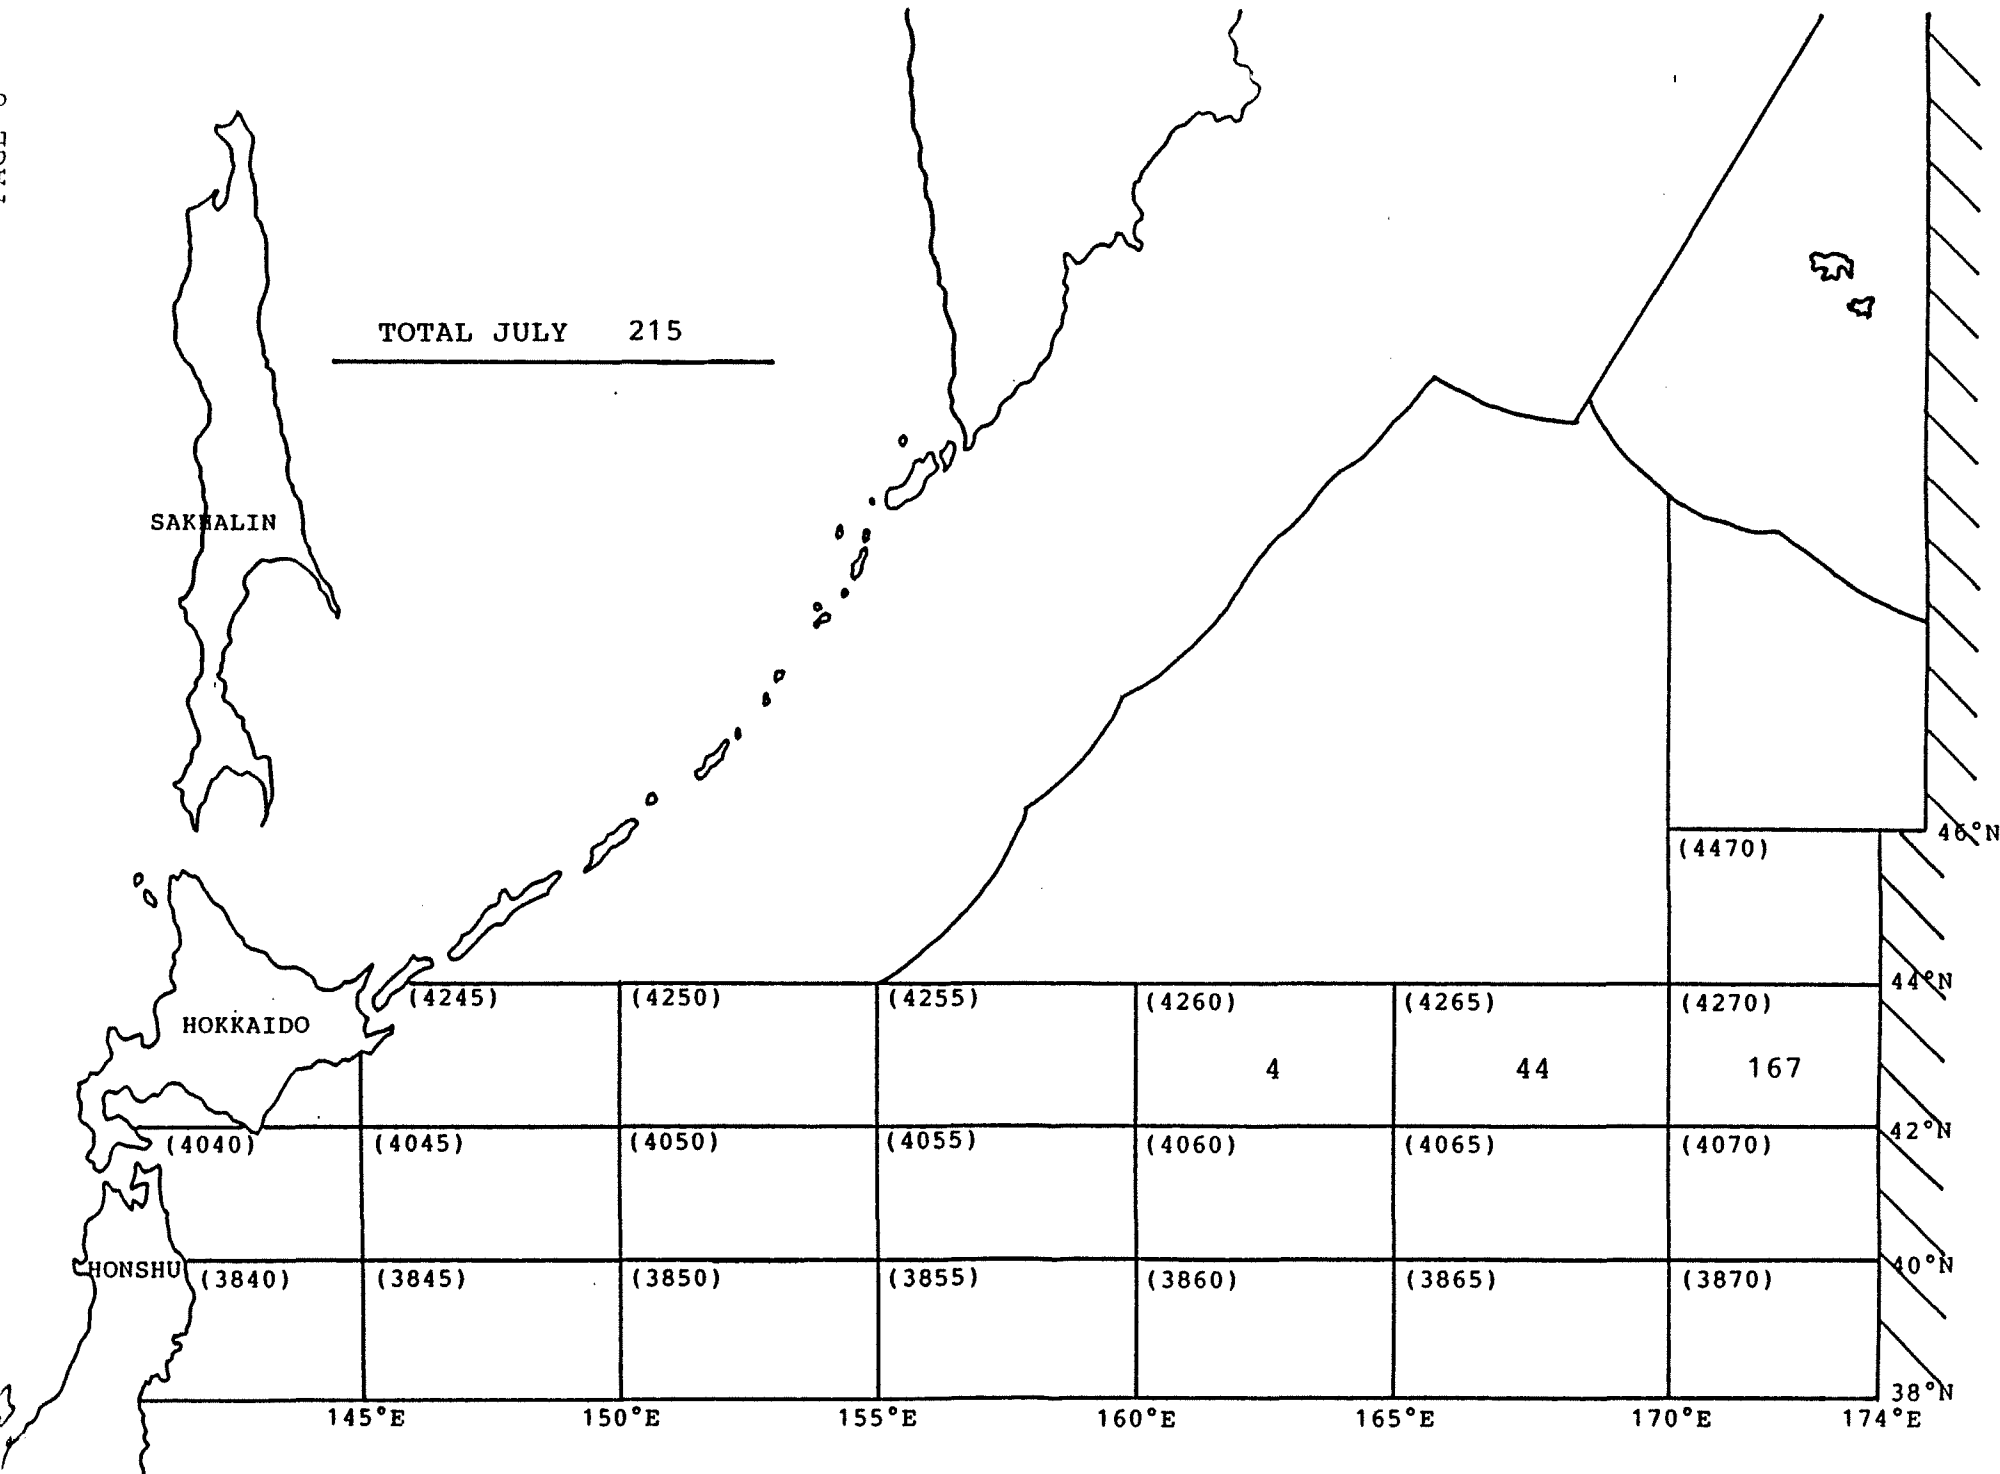 TOTAL JULY 215
SAKHALIN
46°N
(4470)
44°N
(4245) (4250) (4255) (4260) (4265) (4270)
HOKKAIDO
4 44 167
42°N
(4040) (4045) (4050) (4055) (4060) (4065) (4070)
40°N
HONSHU (3840) (3845) (3850) (3855) (3860) (3865) (3870)
38°N
145°E 150°E 155°E 160°E 165°E 170°E 174°E